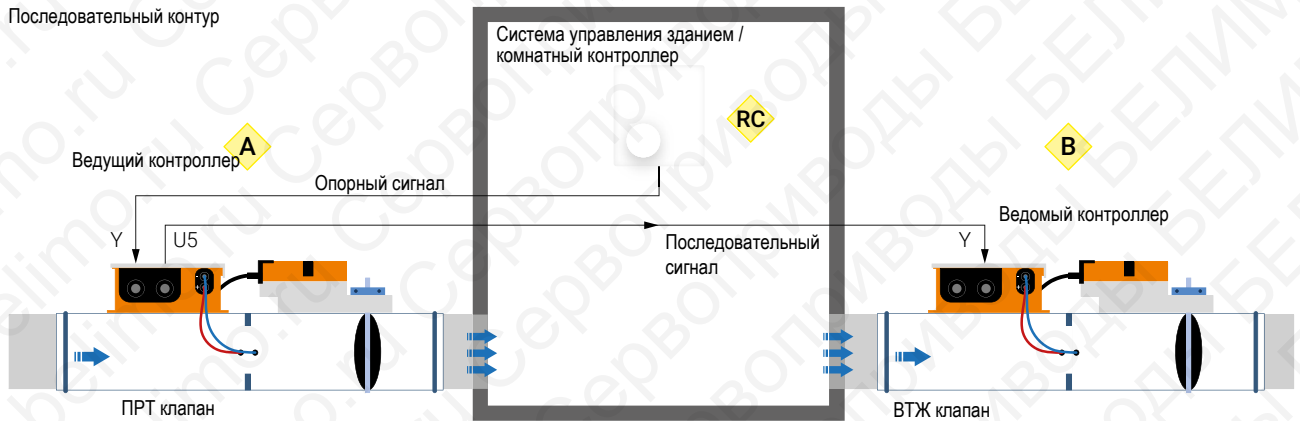 Последовательный контур
Система управления зданием /
комнатный контроллер
A
RC
B
Ведущий контроллер
Опорный сигнал
Ведомый контроллер
Y
U5
Последовательный
сигнал
Y
ПРТ клапан
ВТЖ клапан